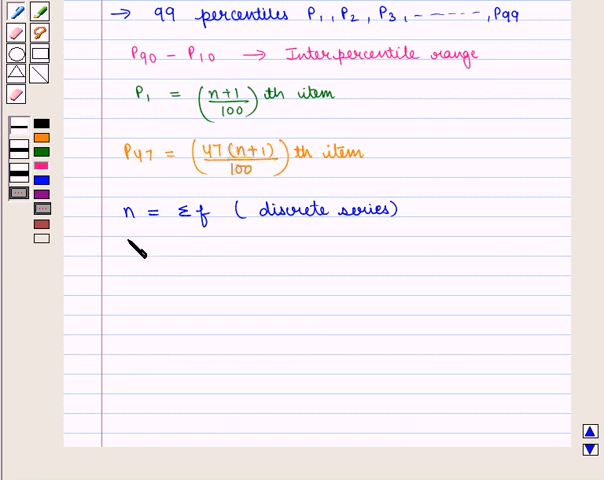 → 99 percentiles P₁, P₂, P₃, -------, P₉₉
P₉₀ - P₁₀ → Interpercentile range
P₁ = ((n+1)/100) th item
P₄₇ = (47(n+1)/100) th item
n = Σf (discrete series)